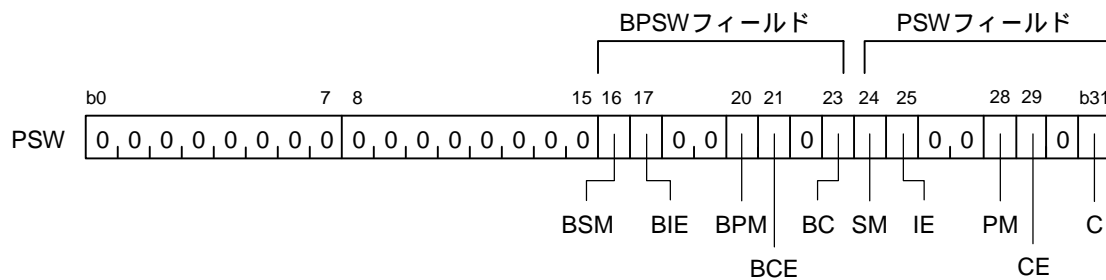 BPSWフィールド PSWフィールド
b0 7 8 15 16 17 20 21 23 24 25 28 29 b31
PSW 0 0 0 0 0 0 0 0 0 0 0 0 0 0 0 0 0 0 0 0 0 0
BSM BIE BPM BC SM IE PM C
BCE CE